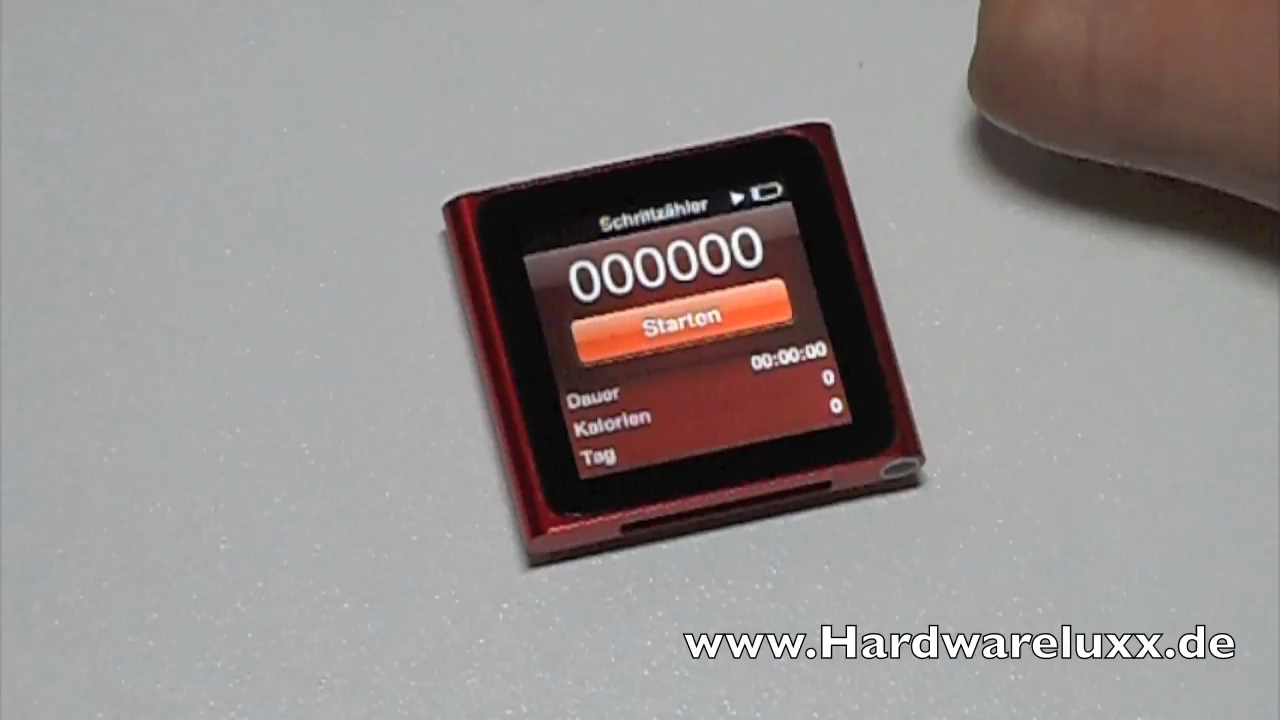 Schrittzähler
000000
Starten
Dauer 00:00:00
Kalorien 0
Tag 0
www.Hardwareluxx.de